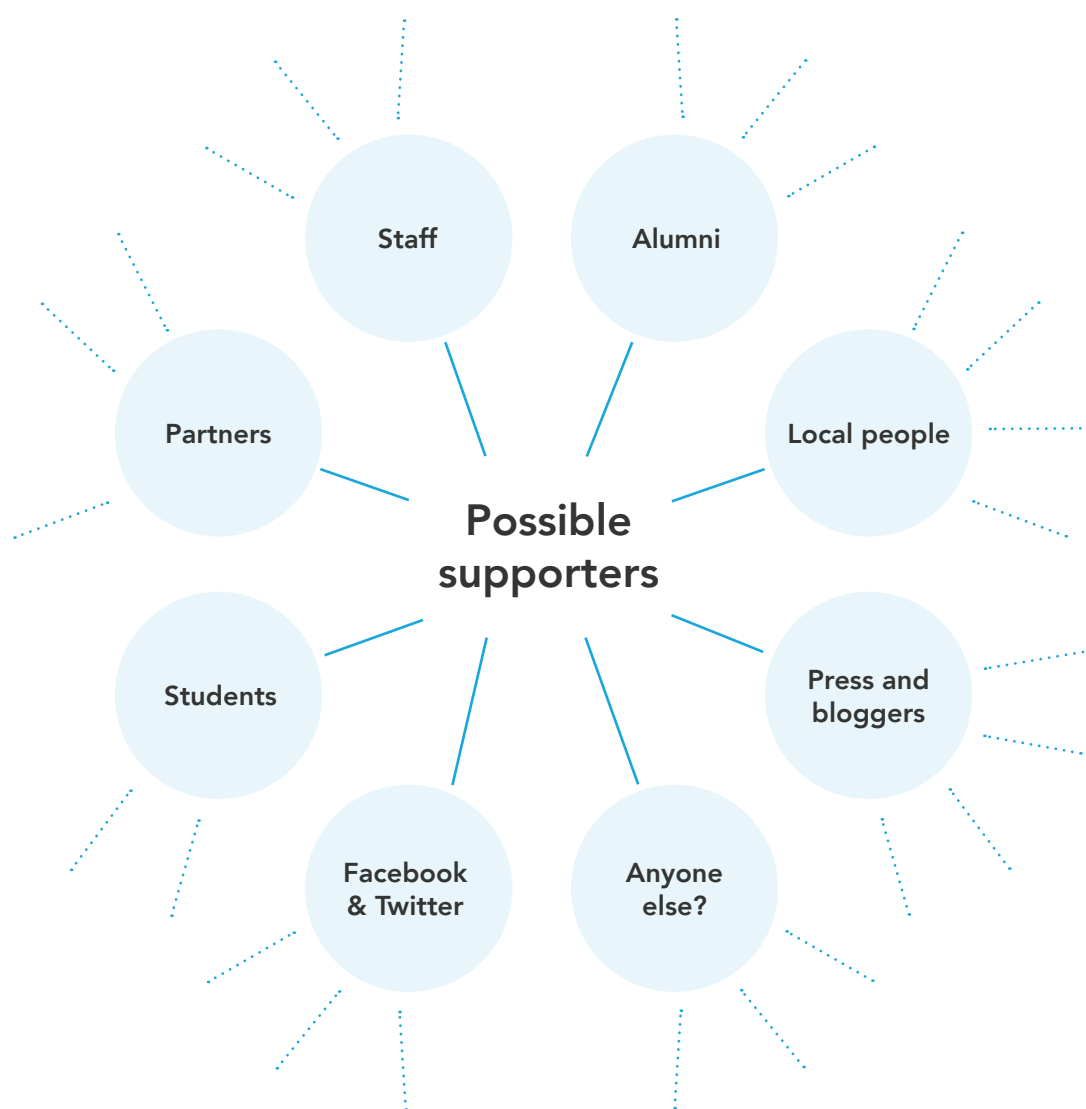 Staff
Alumni
Partners
Local people
Possible
supporters
Students
Press and
bloggers
Facebook
& Twitter
Anyone
else?